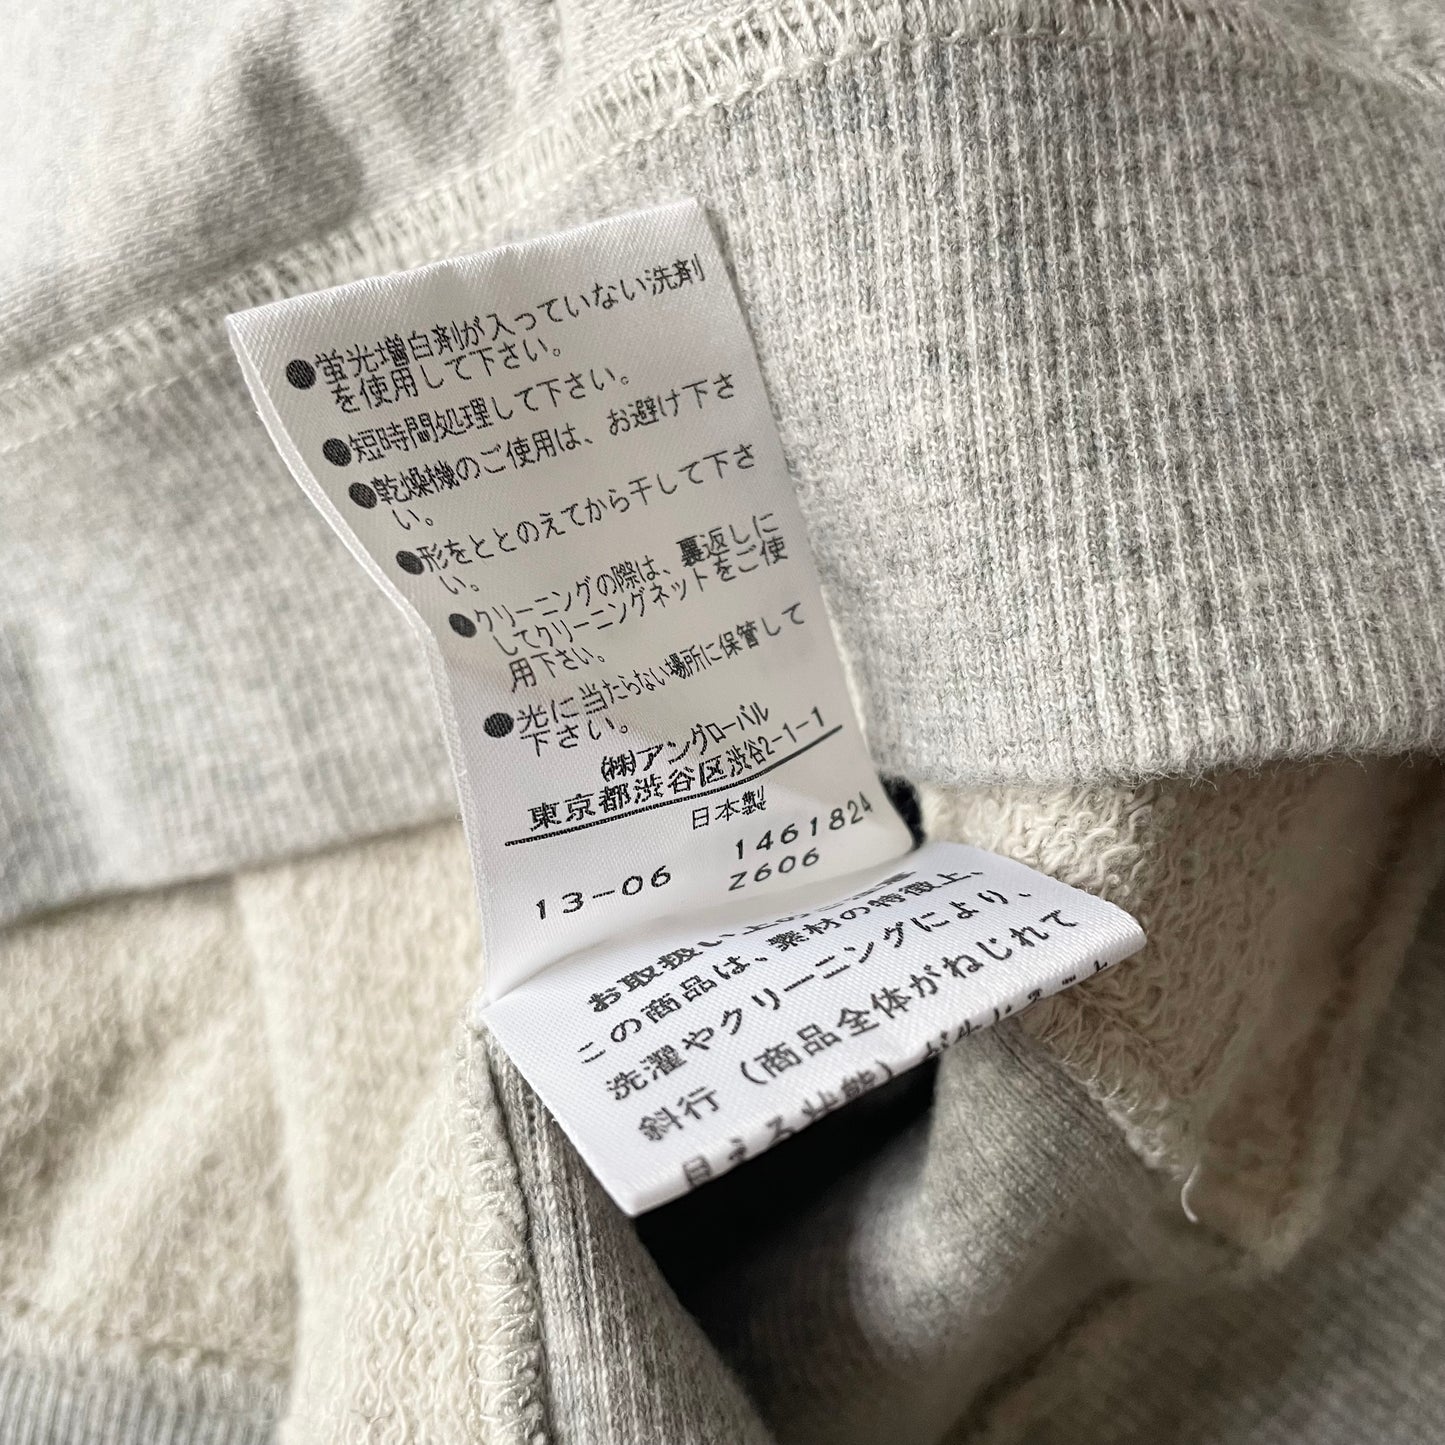 ●蛍光増白剤が入っていない洗剤
を使用して下さい。
●短時間処理して下さい。
●乾燥機のご使用は、お避け下さ
い。
●形をととのえてから干して下さ
い。
●クリーニングの際は、裏返しに
してクリーニングネットをご使
用下さい。
●光に当たらない場所に保管して
下さい。
(株)アングローバル
東京都渋谷区渋谷2-1-1
日本製
13-06 1461824
Z606
お取扱い上のご注意
この商品は、素材の特徴上、
洗濯やクリーニングにより、
斜行（商品全体がねじれて
見える状態）が生じ